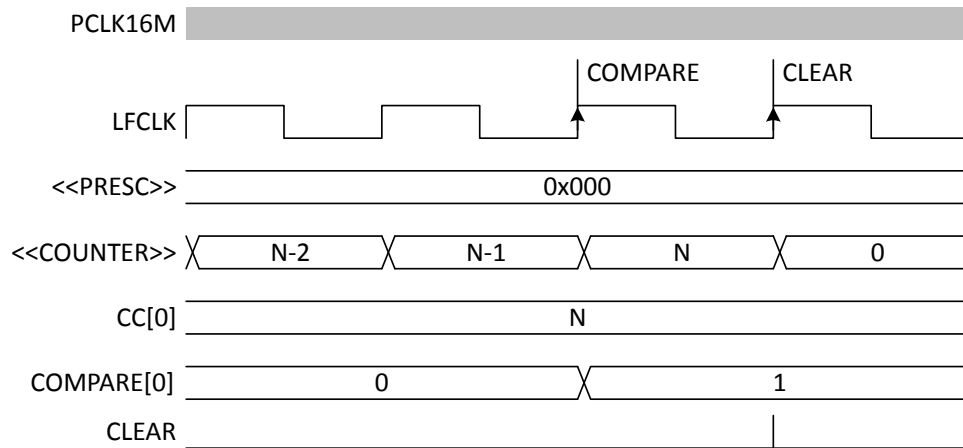 PCLK16M
COMPARE CLEAR
LFCLK
<<PRESC>> 0x000
<<COUNTER>> N-2 N-1 N 0
CC[0] N
COMPARE[0] 0 1
CLEAR